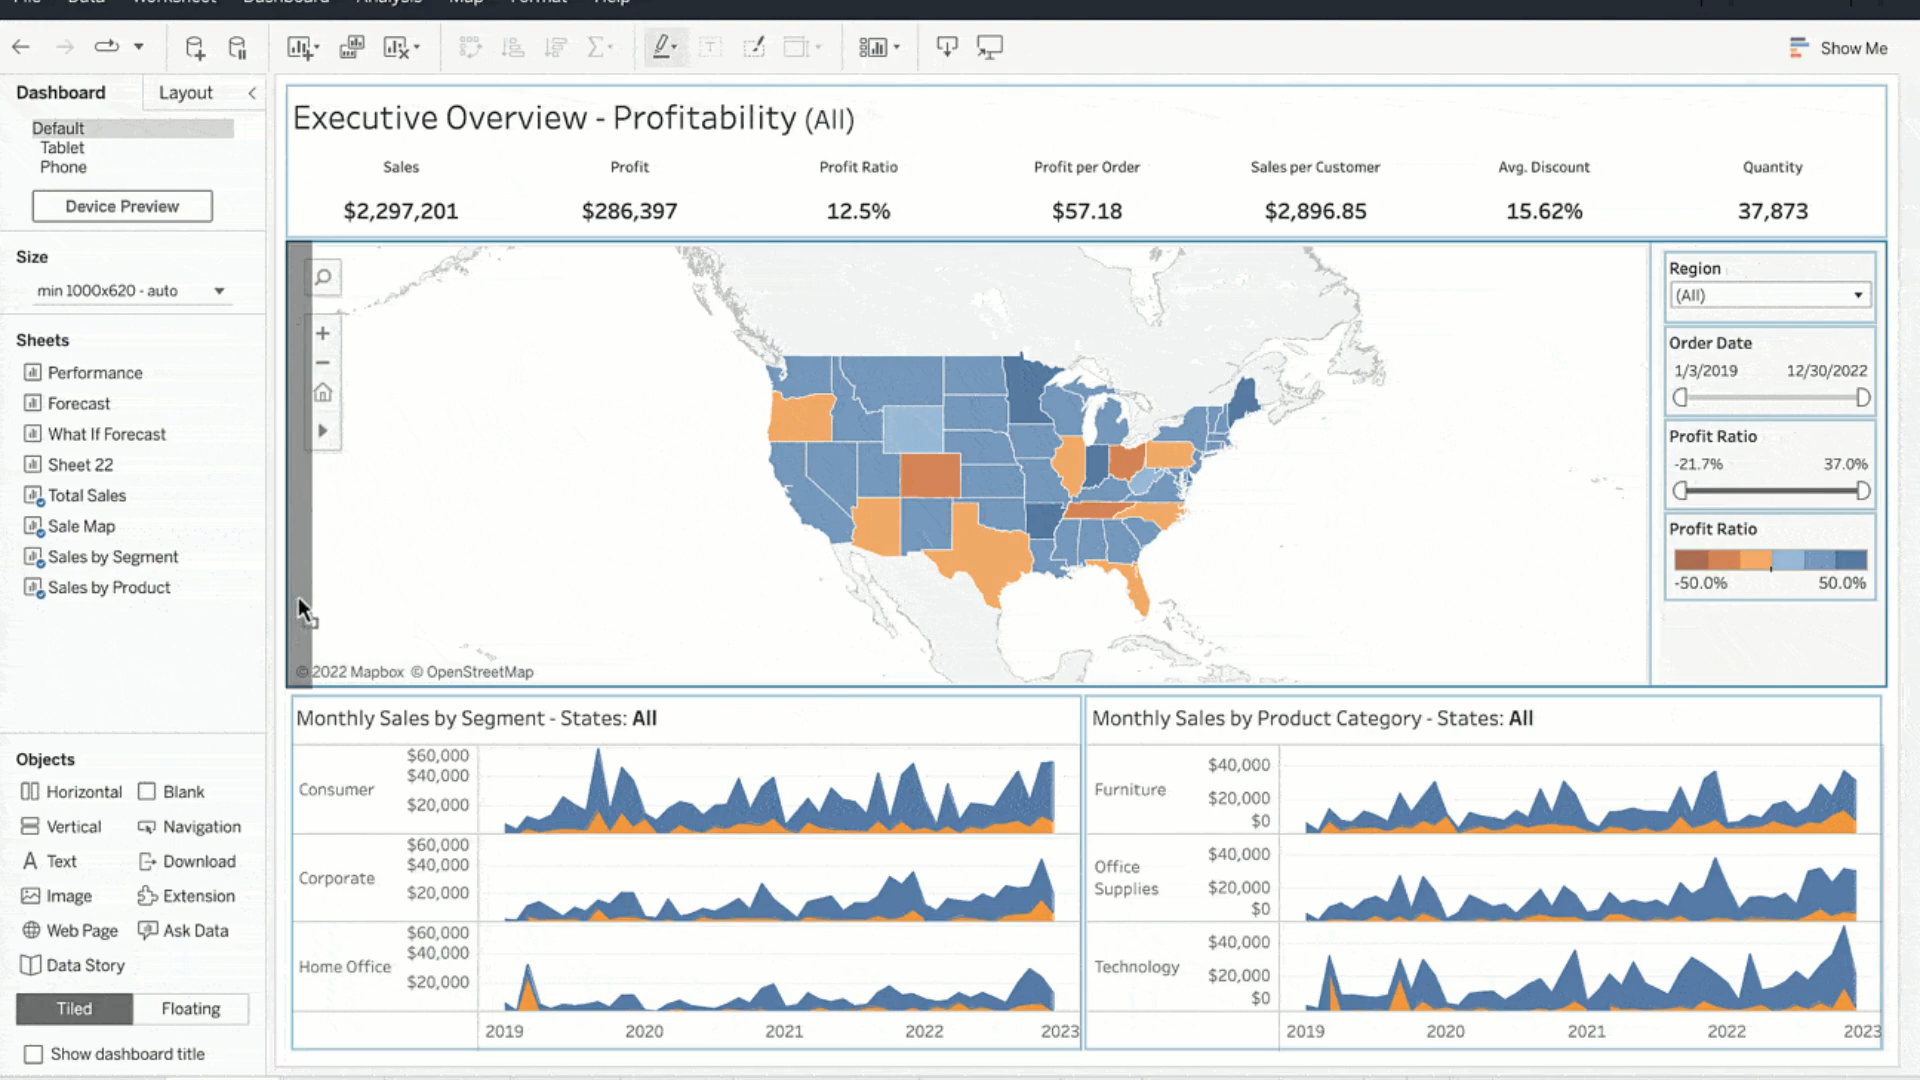 File Data Worksheet Dashboard Analysis Map Format Help
Show Me
Dashboard Layout
Default
Tablet
Phone
Device Preview
Size
min 1000x620 - auto
Sheets
Performance
Forecast
What If Forecast
Sheet 22
Total Sales
Sale Map
Sales by Segment
Sales by Product
Objects
Horizontal Blank
Vertical Navigation
A Text Download
Image Extension
Web Page Ask Data
Data Story
Tiled Floating
Show dashboard title
Executive Overview - Profitability (All)
Sales Profit Profit Ratio Profit per Order Sales per Customer Avg. Discount Quantity
$2,297,201 $286,397 12.5% $57.18 $2,896.85 15.62% 37,873
© 2022 Mapbox © OpenStreetMap
Region
(All)
Order Date
1/3/2019 12/30/2022
Profit Ratio
-21.7% 37.0%
Profit Ratio
-50.0% 50.0%
Monthly Sales by Segment - States: All
Consumer
$60,000
$40,000
$20,000
Corporate
$60,000
$40,000
$20,000
Home Office
$60,000
$40,000
$20,000
2019 2020 2021 2022 2023
Monthly Sales by Product Category - States: All
Furniture
$40,000
$20,000
$0
Office
Supplies
$40,000
$20,000
$0
Technology
$40,000
$20,000
$0
2019 2020 2021 2022 2023